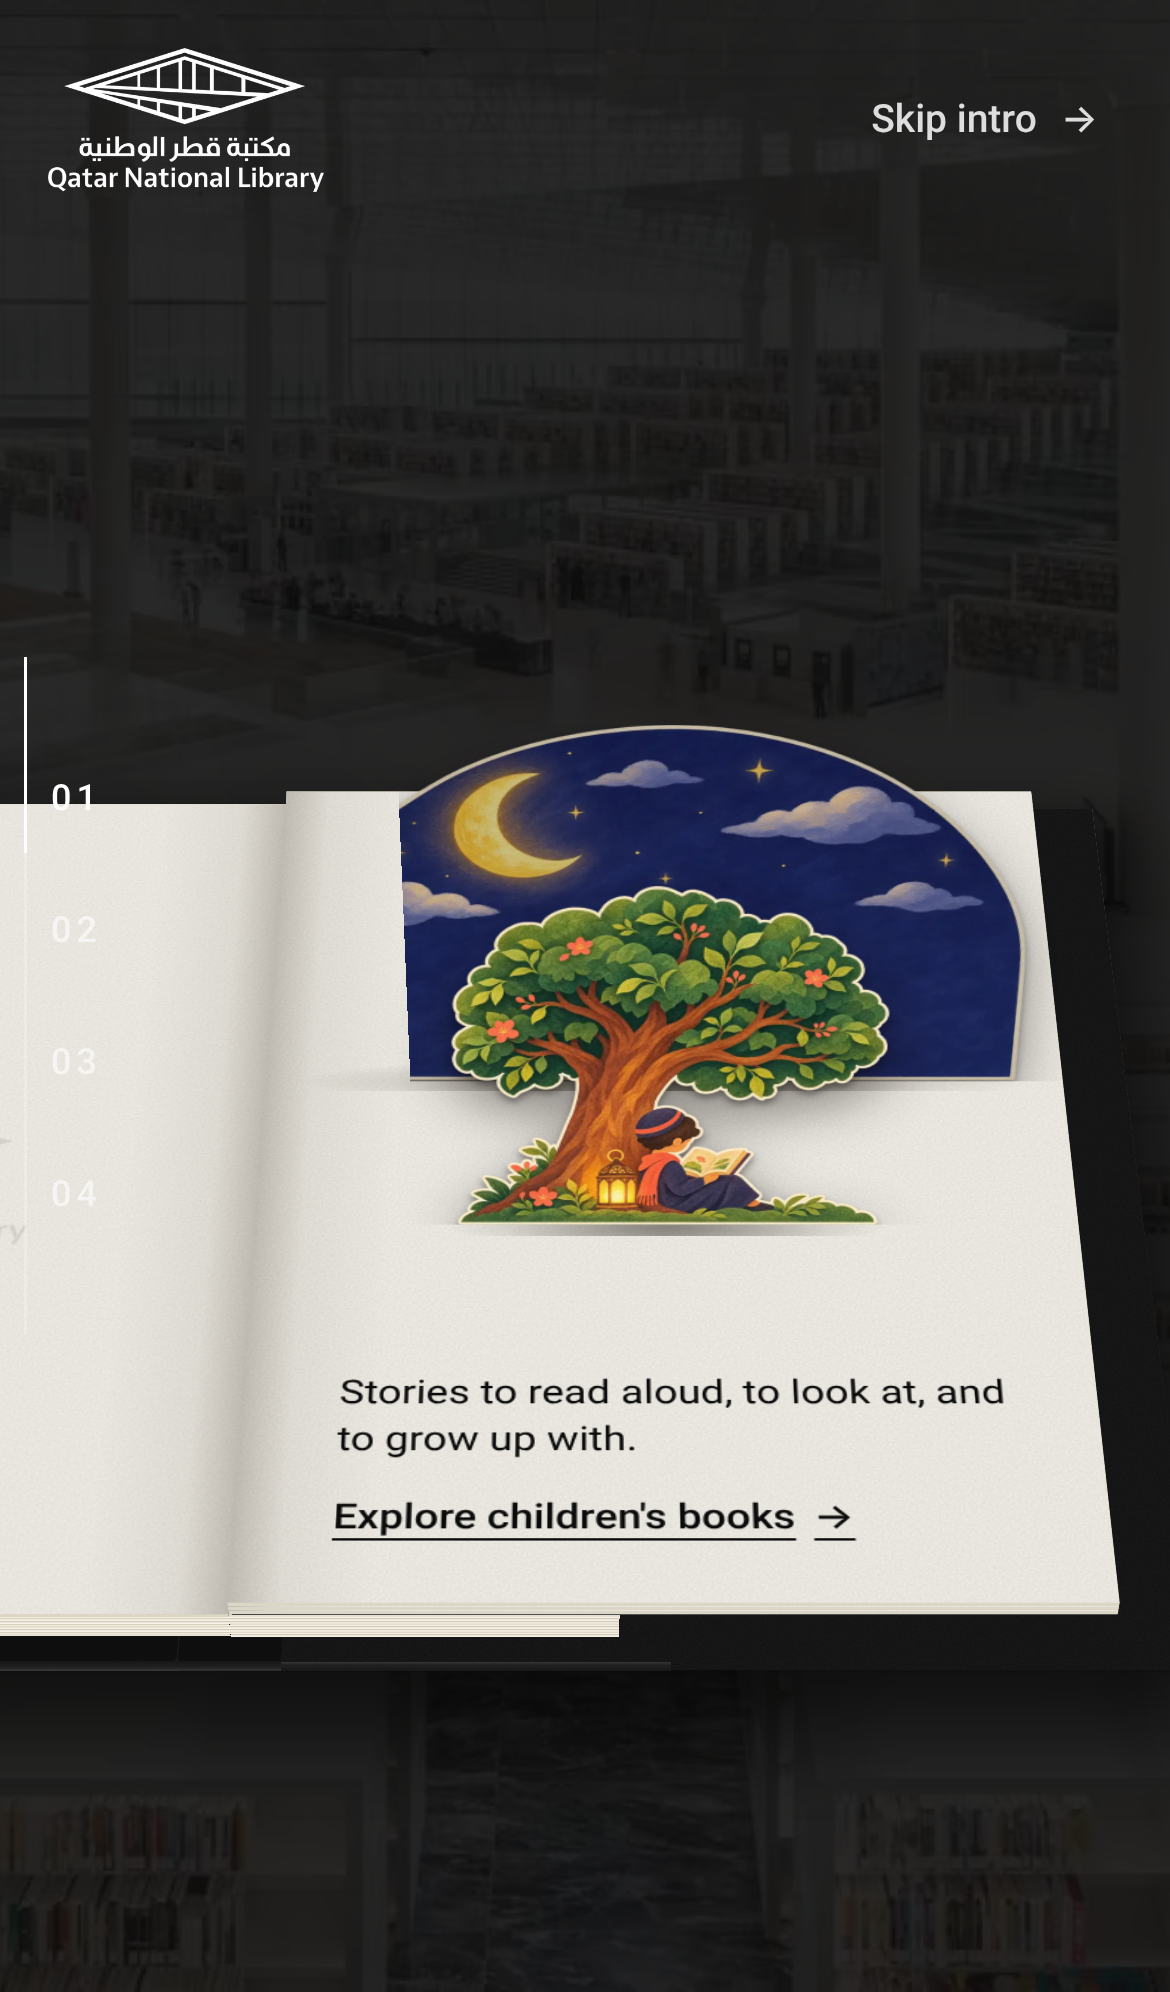 مكتبة قطر الوطنية
Qatar National Library
Skip intro →
01
02
03
04
ry
Stories to read aloud, to look at, and
to grow up with.
Explore children's books →